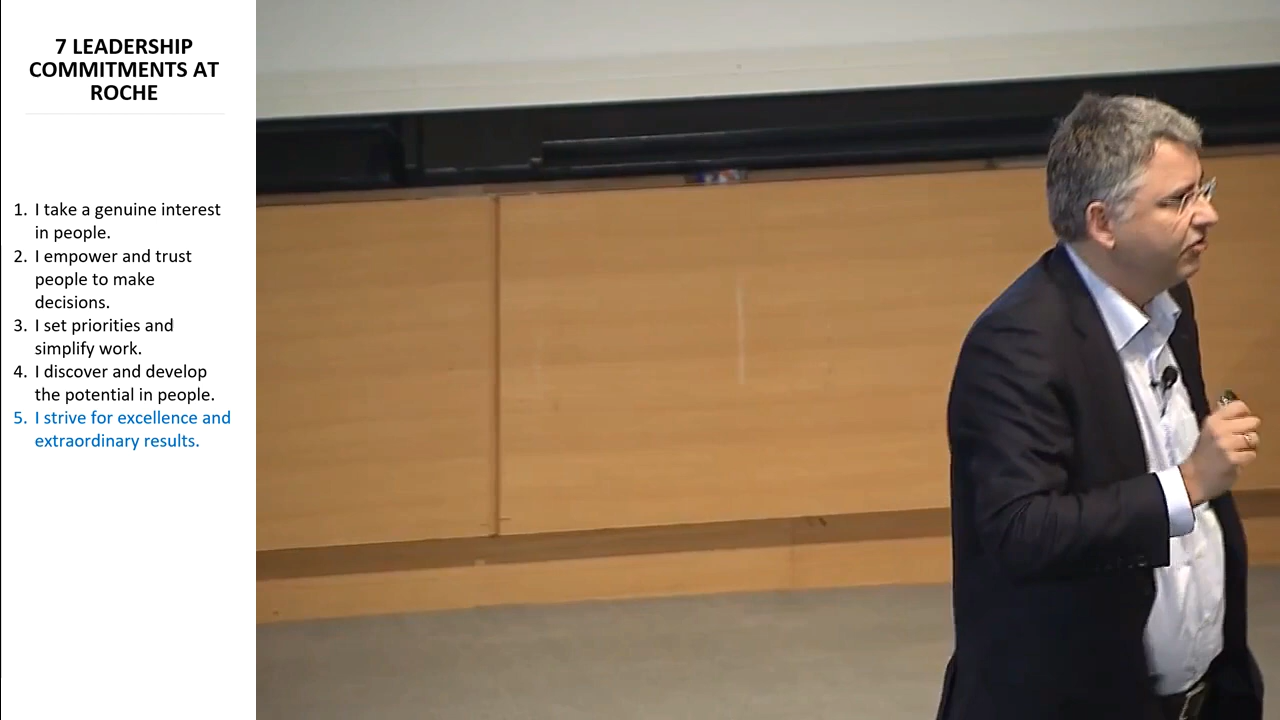 7 LEADERSHIP
COMMITMENTS AT
ROCHE
1. I take a genuine interest
in people.
2. I empower and trust
people to make
decisions.
3. I set priorities and
simplify work.
4. I discover and develop
the potential in people.
5. I strive for excellence and
extraordinary results.